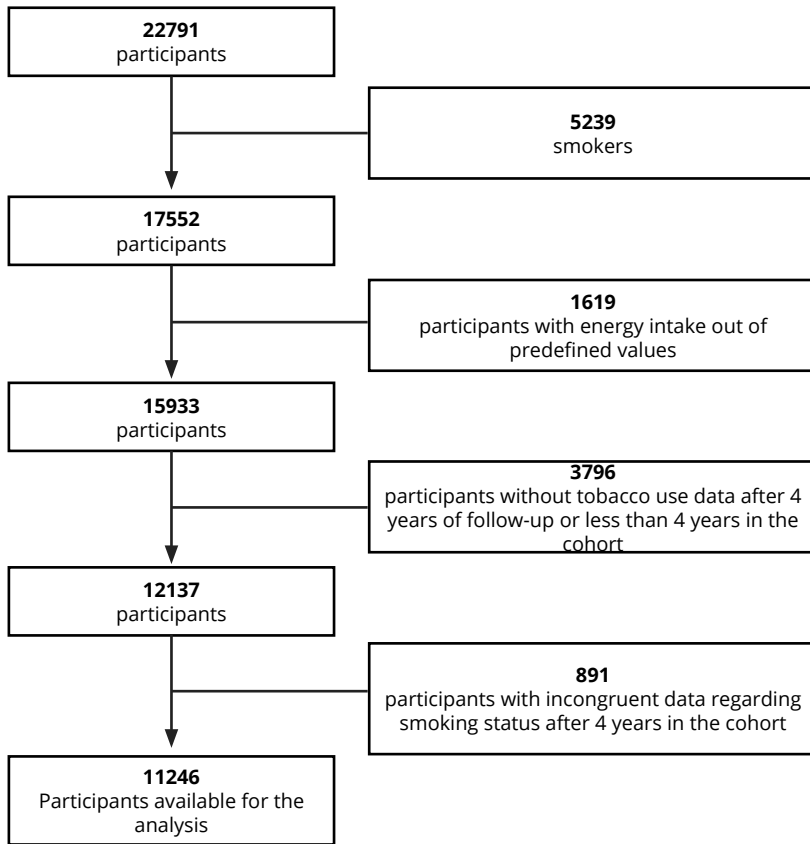 22791
participants
5239
smokers
17552
participants
1619
participants with energy intake out of
predefined values
15933
participants
3796
participants without tobacco use data after 4
years of follow-up or less than 4 years in the
cohort
12137
participants
891
participants with incongruent data regarding
smoking status after 4 years in the cohort
11246
Participants available for the
analysis